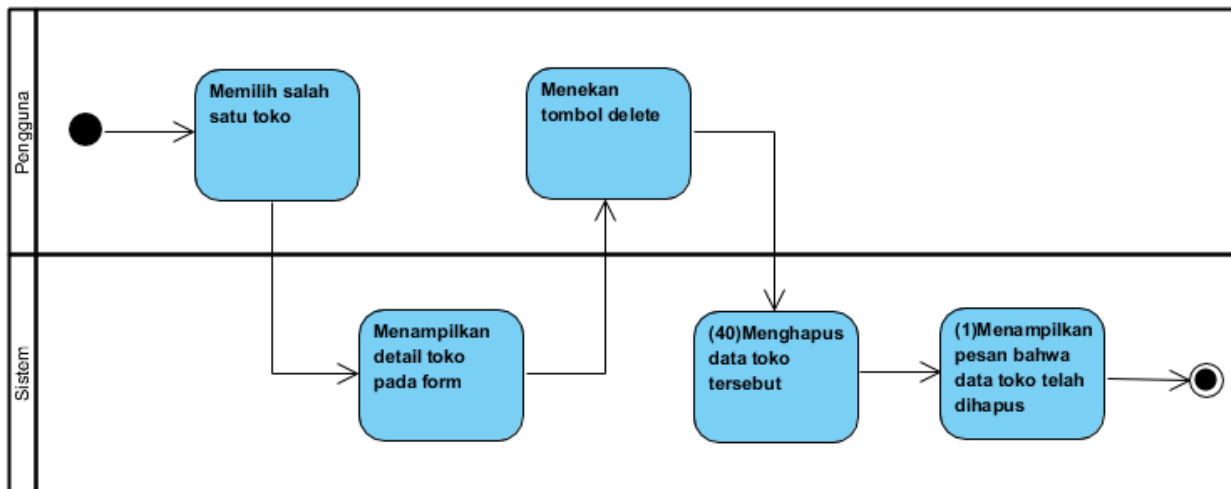 Pengguna
Memilih salah
satu toko
Menekan
tombol delete
Sistem
Menampilkan
detail toko
pada form
(40)Menghapus
data toko
tersebut
(1)Menampilkan
pesan bahwa
data toko telah
dihapus